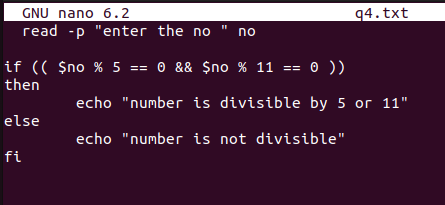 GNU nano 6.2 q4.txt
read -p "enter the no " no
if (( $no % 5 == 0 && $no % 11 == 0 ))
then
echo "number is divisible by 5 or 11"
else
echo "number is not divisible"
fi